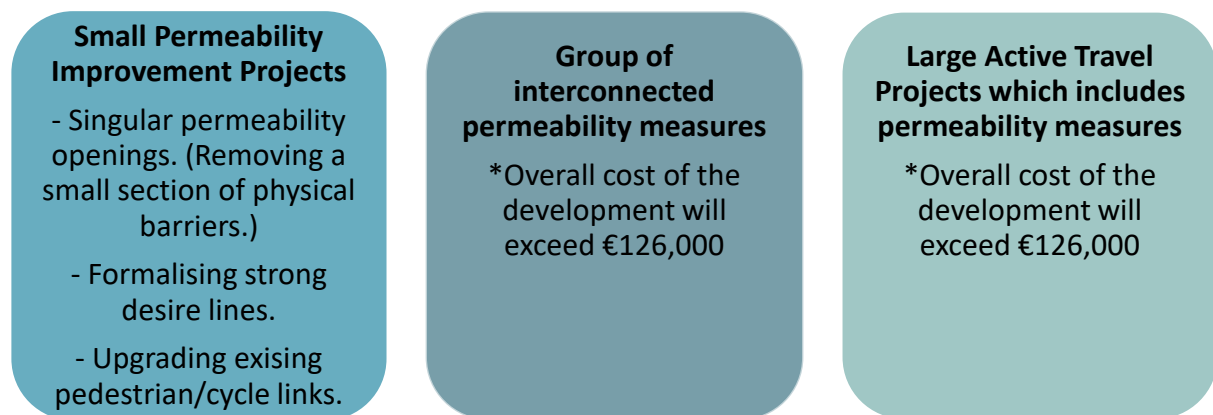 Small Permeability
Improvement Projects
- Singular permeability
openings. (Removing a
small section of physical
barriers.)
- Formalising strong
desire lines.
- Upgrading exising
pedestrian/cycle links.
Group of
interconnected
permeability measures
*Overall cost of the
development will
exceed €126,000
Large Active Travel
Projects which includes
permeability measures
*Overall cost of the
development will
exceed €126,000